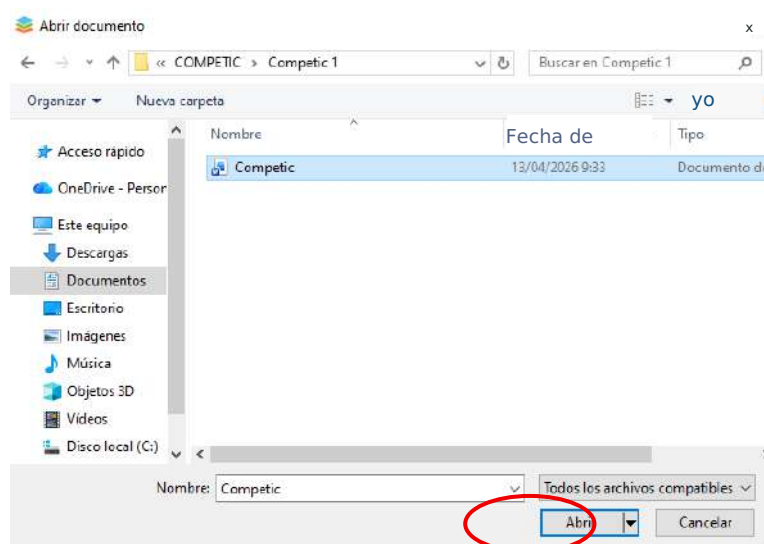 Abrir documento
x
« COMPETIC › Competic 1
Buscar en Competic 1
Organizar
Nueva carpeta
yo
Nombre
Fecha de
Tipo
Acceso rápido
Competic
13/04/2026 9:33
Documento d
OneDrive - Person
Este equipo
Descargas
Documentos
Escritorio
Imágenes
Música
Objetos 3D
Vídeos
Disco local (C:)
Nombre: Competic
Todos los archivos compatibles
Abrir
Cancelar